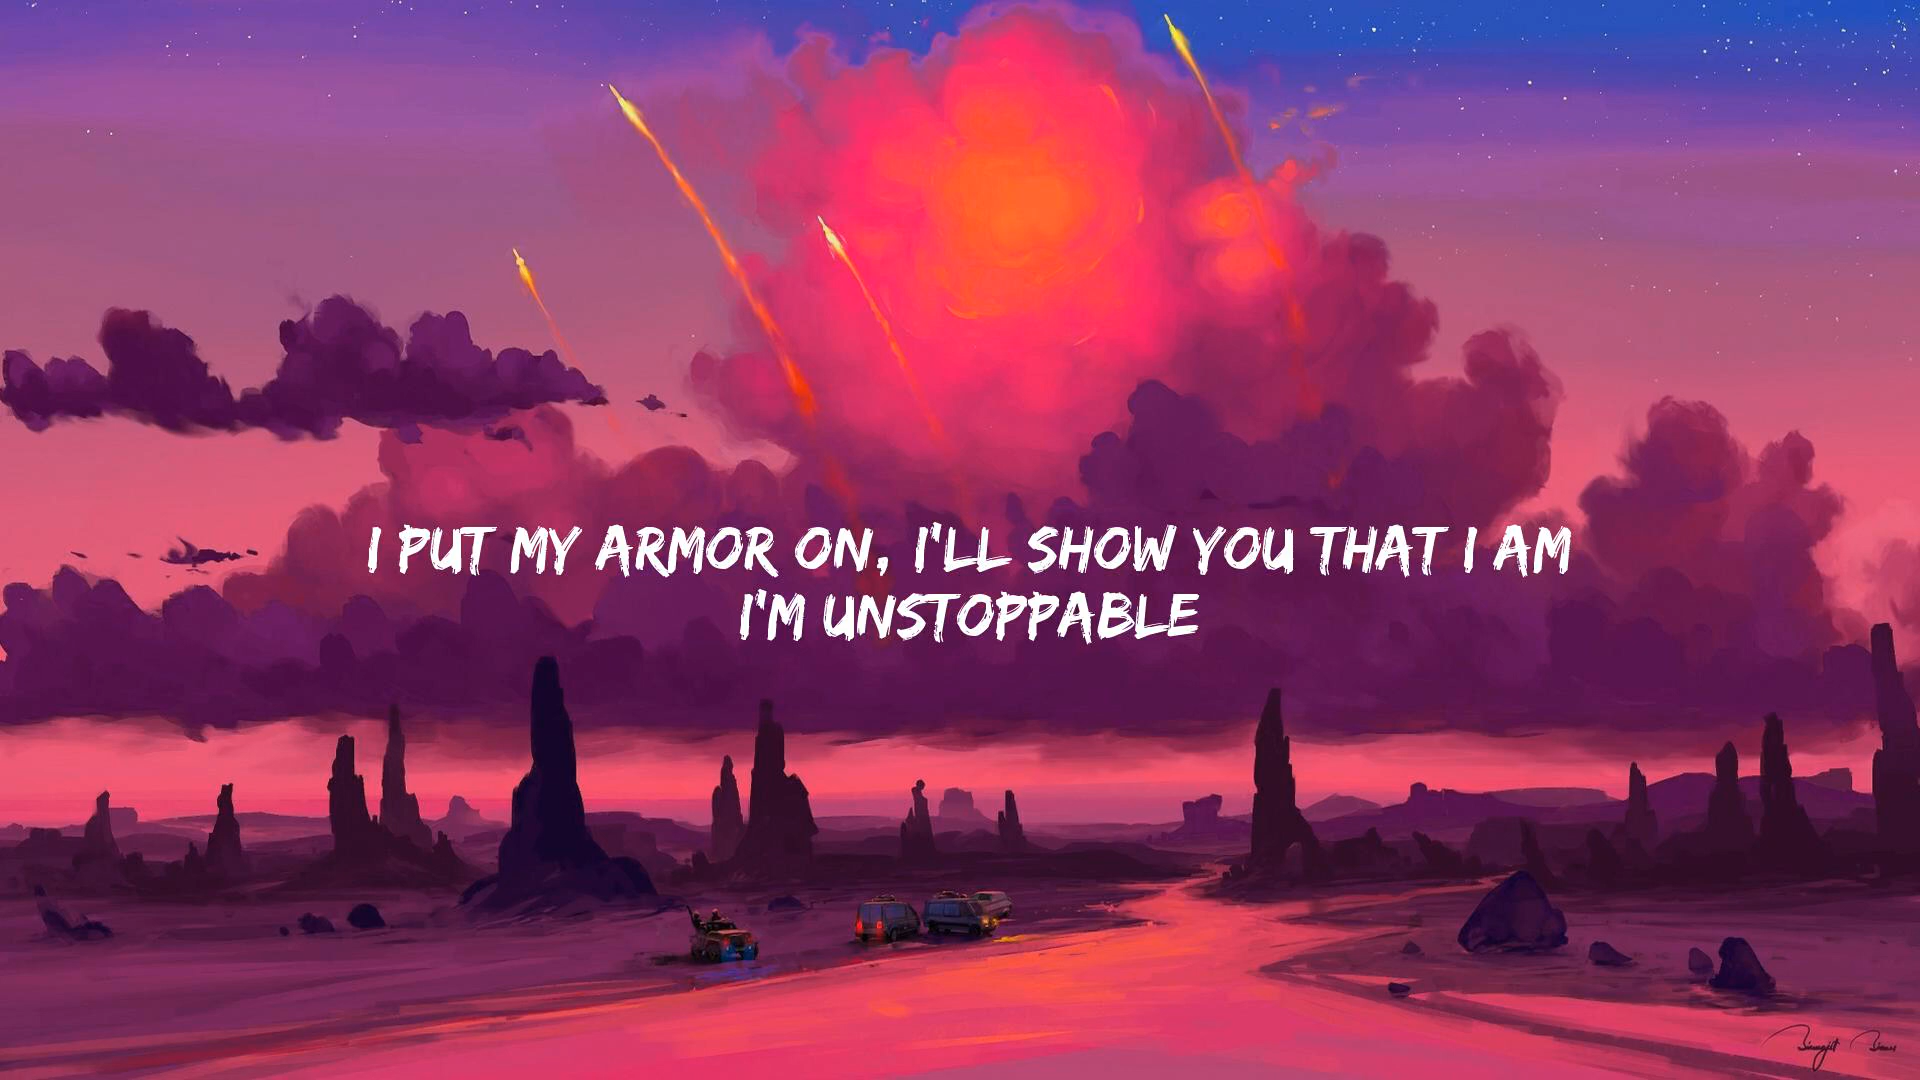 I PUT MY ARMOR ON, I'LL SHOW YOU THAT I AM
I'M UNSTOPPABLE